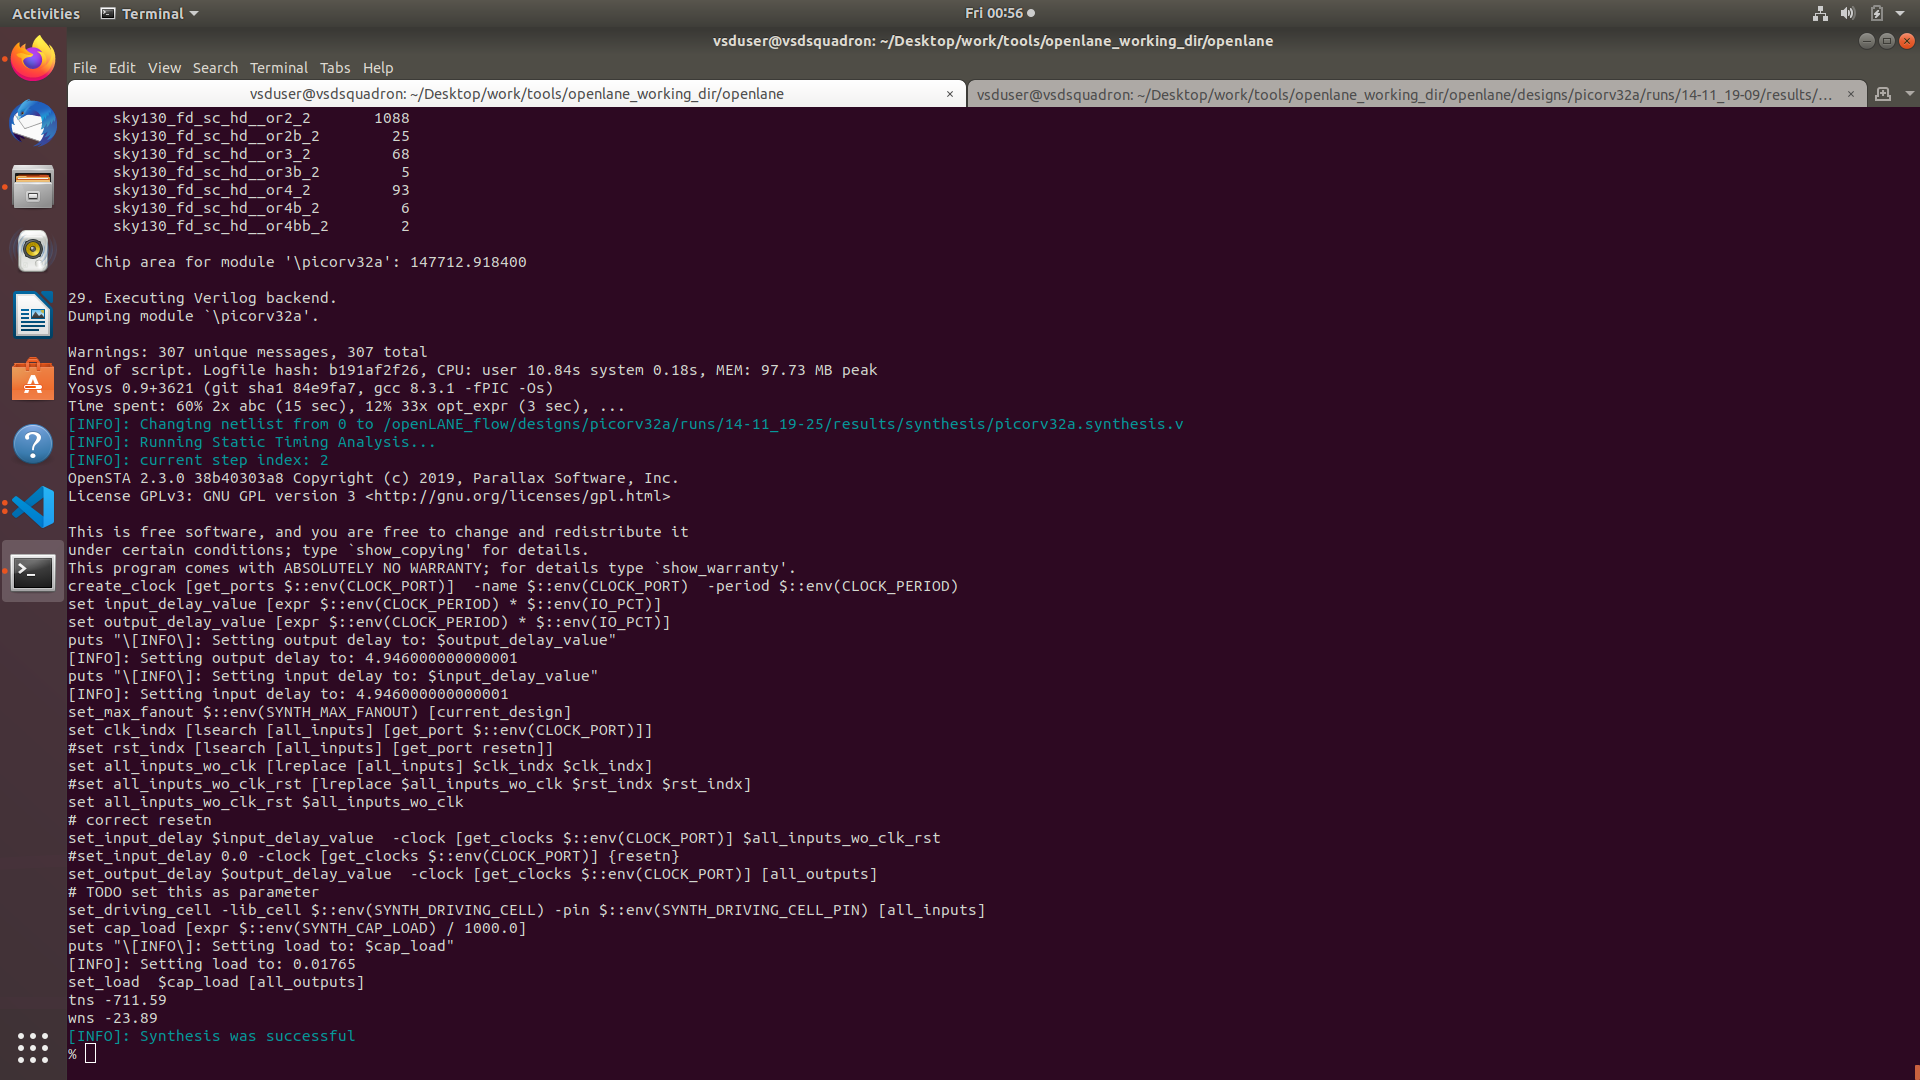 Activities
Terminal
Fri 00:56
vsduser@vsdsquadron: ~/Desktop/work/tools/openlane_working_dir/openlane
File Edit View Search Terminal Tabs Help
vsduser@vsdsquadron: ~/Desktop/work/tools/openlane_working_dir/openlane
vsduser@vsdsquadron: ~/Desktop/work/tools/openlane_working_dir/openlane/designs/picorv32a/runs/14-11_19-09/results/...
sky130_fd_sc_hd__or2_2 1088
sky130_fd_sc_hd__or2b_2 25
sky130_fd_sc_hd__or3_2 68
sky130_fd_sc_hd__or3b_2 5
sky130_fd_sc_hd__or4_2 93
sky130_fd_sc_hd__or4b_2 6
sky130_fd_sc_hd__or4bb_2 2
Chip area for module '\picorv32a': 147712.918400
29. Executing Verilog backend.
Dumping module `\picorv32a'.
Warnings: 307 unique messages, 307 total
End of script. Logfile hash: b191af2f26, CPU: user 10.84s system 0.18s, MEM: 97.73 MB peak
Yosys 0.9+3621 (git sha1 84e9fa7, gcc 8.3.1 -fPIC -Os)
Time spent: 60% 2x abc (15 sec), 12% 33x opt_expr (3 sec), ...
[INFO]: Changing netlist from 0 to /openLANE_flow/designs/picorv32a/runs/14-11_19-25/results/synthesis/picorv32a.synthesis.v
[INFO]: Running Static Timing Analysis...
[INFO]: current step index: 2
OpenSTA 2.3.0 38b40303a8 Copyright (c) 2019, Parallax Software, Inc.
License GPLv3: GNU GPL version 3 <http://gnu.org/licenses/gpl.html>
This is free software, and you are free to change and redistribute it
under certain conditions; type `show_copying' for details.
This program comes with ABSOLUTELY NO WARRANTY; for details type `show_warranty'.
create_clock [get_ports $::env(CLOCK_PORT)]  -name $::env(CLOCK_PORT)  -period $::env(CLOCK_PERIOD)
set input_delay_value [expr $::env(CLOCK_PERIOD) * $::env(IO_PCT)]
set output_delay_value [expr $::env(CLOCK_PERIOD) * $::env(IO_PCT)]
puts "\[INFO\]: Setting output delay to: $output_delay_value"
[INFO]: Setting output delay to: 4.946000000000001
puts "\[INFO\]: Setting input delay to: $input_delay_value"
[INFO]: Setting input delay to: 4.946000000000001
set_max_fanout $::env(SYNTH_MAX_FANOUT) [current_design]
set clk_indx [lsearch [all_inputs] [get_port $::env(CLOCK_PORT)]]
#set rst_indx [lsearch [all_inputs] [get_port resetn]]
set all_inputs_wo_clk [lreplace [all_inputs] $clk_indx $clk_indx]
#set all_inputs_wo_clk_rst [lreplace $all_inputs_wo_clk $rst_indx $rst_indx]
set all_inputs_wo_clk_rst $all_inputs_wo_clk
# correct resetn
set_input_delay $input_delay_value  -clock [get_clocks $::env(CLOCK_PORT)] $all_inputs_wo_clk_rst
#set_input_delay 0.0 -clock [get_clocks $::env(CLOCK_PORT)] {resetn}
set_output_delay $output_delay_value  -clock [get_clocks $::env(CLOCK_PORT)] [all_outputs]
# TODO set this as parameter
set_driving_cell -lib_cell $::env(SYNTH_DRIVING_CELL) -pin $::env(SYNTH_DRIVING_CELL_PIN) [all_inputs]
set cap_load [expr $::env(SYNTH_CAP_LOAD) / 1000.0]
puts "\[INFO\]: Setting load to: $cap_load"
[INFO]: Setting load to: 0.01765
set_load  $cap_load [all_outputs]
tns -711.59
wns -23.89
[INFO]: Synthesis was successful
%